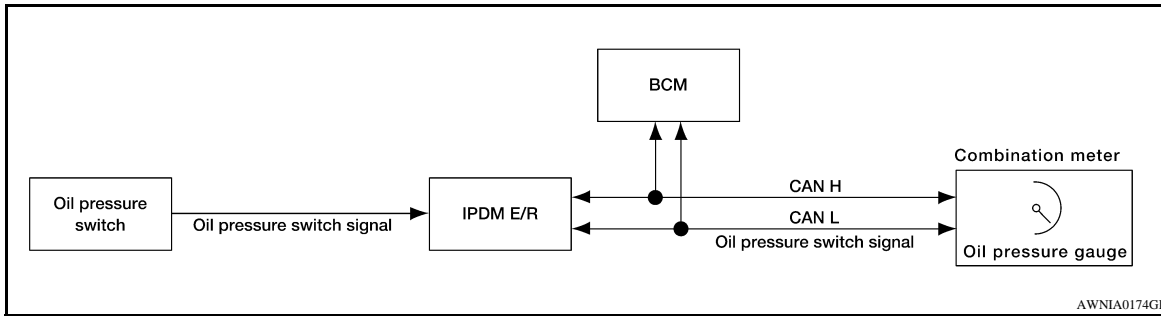 BCM
Combination meter
Oil pressure
switch
Oil pressure switch signal
IPDM E/R
CAN H
CAN L
Oil pressure switch signal
Oil pressure gauge